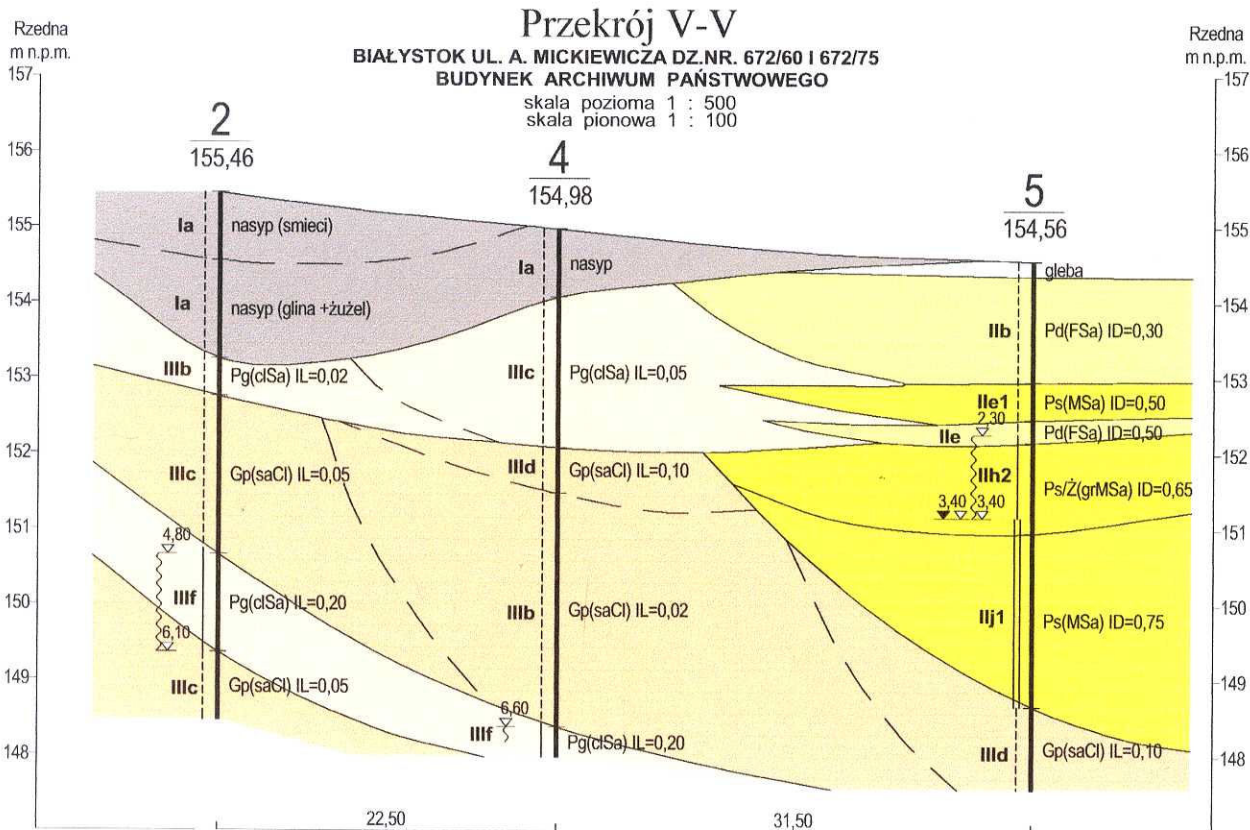 Przekrój V-V
BIAŁYSTOK UL. A. MICKIEWICZA DZ.NR. 672/60 I 672/75
BUDYNEK ARCHIWUM PAŃSTWOWEGO
skala pozioma 1 : 500
skala pionowa 1 : 100
Rzedna
m n.p.m.
157
156
155
154
153
152
151
150
149
148
Rzedna
m n.p.m.
157
156
155
154
153
152
151
150
149
148
2
155,46
Ia nasyp (smieci)
Ia nasyp (glina +żużel)
IIIb Pg(clSa) IL=0,02
IIIc Gp(saCl) IL=0,05
4,80
IIIf Pg(clSa) IL=0,20
6,10
IIIc Gp(saCl) IL=0,05
4
154,98
Ia nasyp
IIIc Pg(clSa) IL=0,05
IIId Gp(saCl) IL=0,10
IIIb Gp(saCl) IL=0,02
6,60
IIIf Pg(clSa) IL=0,20
5
154,56
gleba
IIb Pd(FSa) ID=0,30
IIe1 Ps(MSa) ID=0,50
2,30
IIe Pd(FSa) ID=0,50
IIh2 Ps/Ż(grMSa) ID=0,65
3,40 3,40
IIj1 Ps(MSa) ID=0,75
IIId Gp(saCl) IL=0,10
22,50 31,50